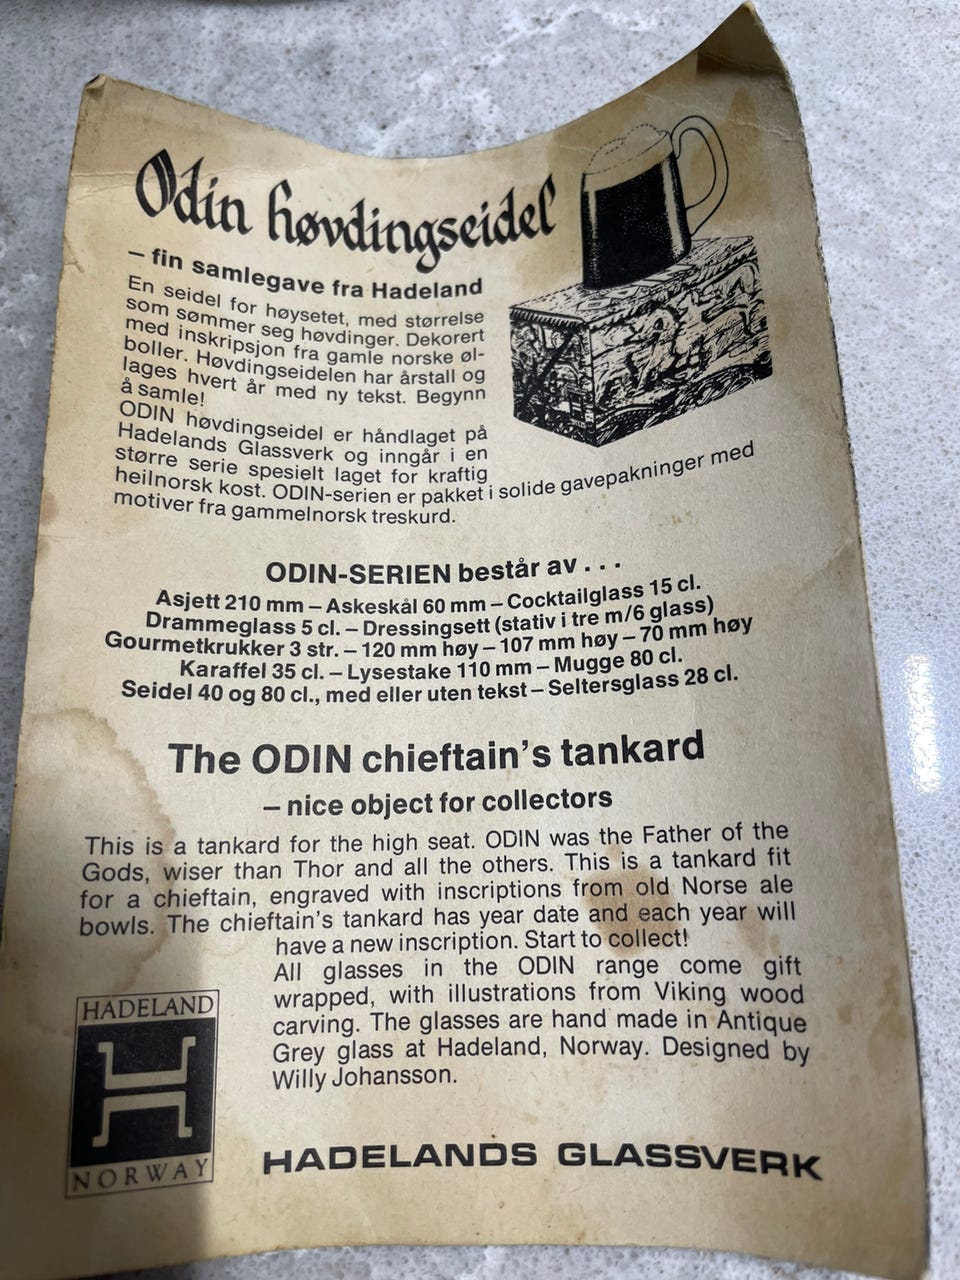 Odin høvdingseidel
– fin samlegave fra Hadeland
En seidel for høysetet, med størrelse
som sømmer seg høvdinger. Dekorert
med inskripsjon fra gamle norske øl-
boller. Høvdingseidelen har årstall og
lages hvert år med ny tekst. Begynn
å samle!
ODIN høvdingseidel er håndlaget på
Hadelands Glassverk og inngår i en
større serie spesielt laget for kraftig
heilnorsk kost. ODIN-serien er pakket i solide gavepakninger med
motiver fra gammelnorsk treskurd.
ODIN-SERIEN består av . . .
Asjett 210 mm – Askeskål 60 mm – Cocktailglass 15 cl.
Drammeglass 5 cl. – Dressingsett (stativ i tre m/6 glass)
Gourmetkrukker 3 str. – 120 mm høy – 107 mm høy – 70 mm høy
Karaffel 35 cl. – Lysestake 110 mm – Mugge 80 cl.
Seidel 40 og 80 cl., med eller uten tekst – Seltersglass 28 cl.
The ODIN chieftain's tankard
– nice object for collectors
This is a tankard for the high seat. ODIN was the Father of the
Gods, wiser than Thor and all the others. This is a tankard fit
for a chieftain, engraved with inscriptions from old Norse ale
bowls. The chieftain's tankard has year date and each year will
have a new inscription. Start to collect!
All glasses in the ODIN range come gift
wrapped, with illustrations from Viking wood
carving. The glasses are hand made in Antique
Grey glass at Hadeland, Norway. Designed by
Willy Johansson.
HADELAND
H
NORWAY
HADELANDS GLASSVERK